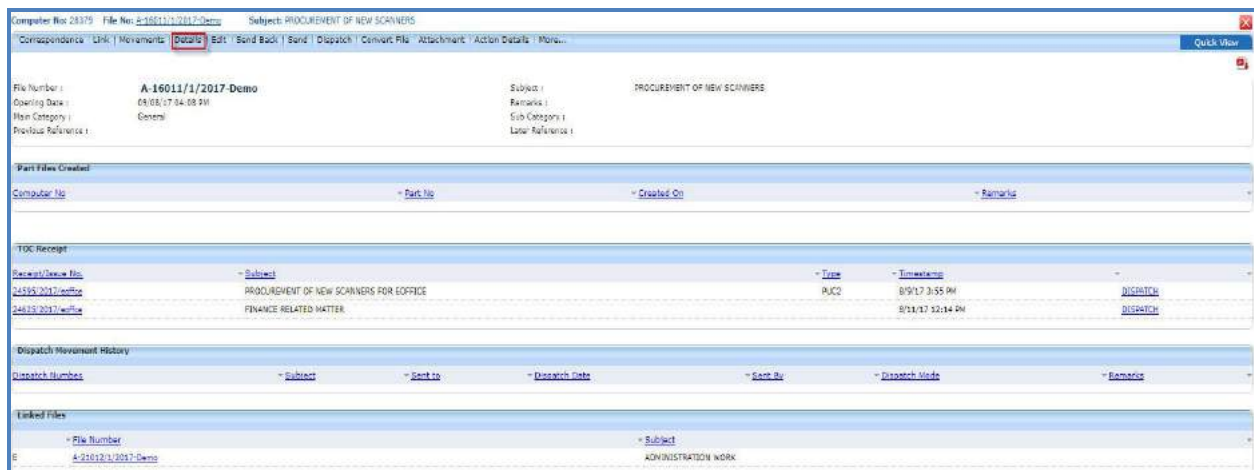 Computer No: 28379 File No: A-16011/1/2017-Demo Subject: PROCUREMENT OF NEW SCANNERS
Correspondence | Link | Movements | Details | Edit | Send Back | Send | Dispatch | Convert File | Attachment | Action Details | More...
Quick View
File Number : A-16011/1/2017-Demo Subject : PROCUREMENT OF NEW SCANNERS
Opening Date : 09/08/17 04:08 PM Remarks :
Main Category : General Sub Category :
Previous Reference : Later Reference :
Part Files Created
Computer No Part No Created On Remarks
TOC Receipt
Receipt/Issue No. Subject Type Timestamp
24595/2017/eoffice PROCUREMENT OF NEW SCANNERS FOR EOFFICE PUC2 8/9/17 3:55 PM DISPATCH
24625/2017/eoffice FINANCE RELATED MATTER 8/11/17 12:14 PM DISPATCH
Dispatch Movement History
Dispatch Number Subject Sent to Dispatch Date Sent By Dispatch Mode Remarks
Linked Files
File Number Subject
E A-21012/1/2017-Demo ADMINISTRATION WORK